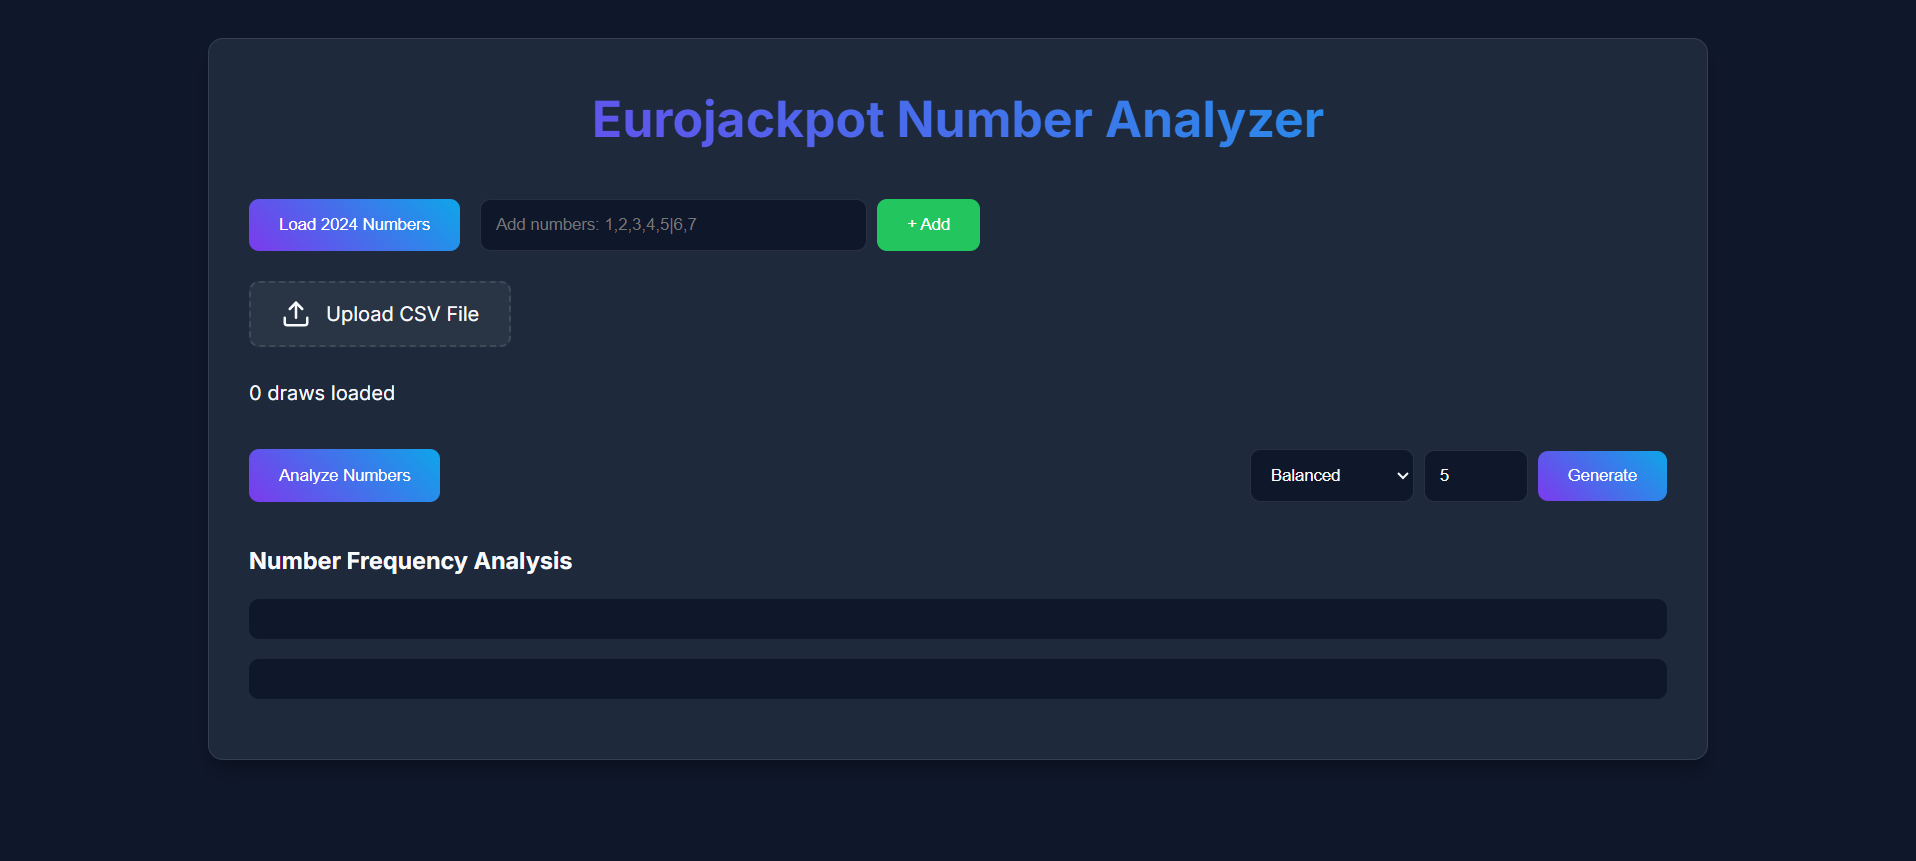 Eurojackpot Number Analyzer
Load 2024 Numbers
Add numbers: 1,2,3,4,5|6,7
+ Add
Upload CSV File
0 draws loaded
Analyze Numbers
Balanced
5
Generate
Number Frequency Analysis